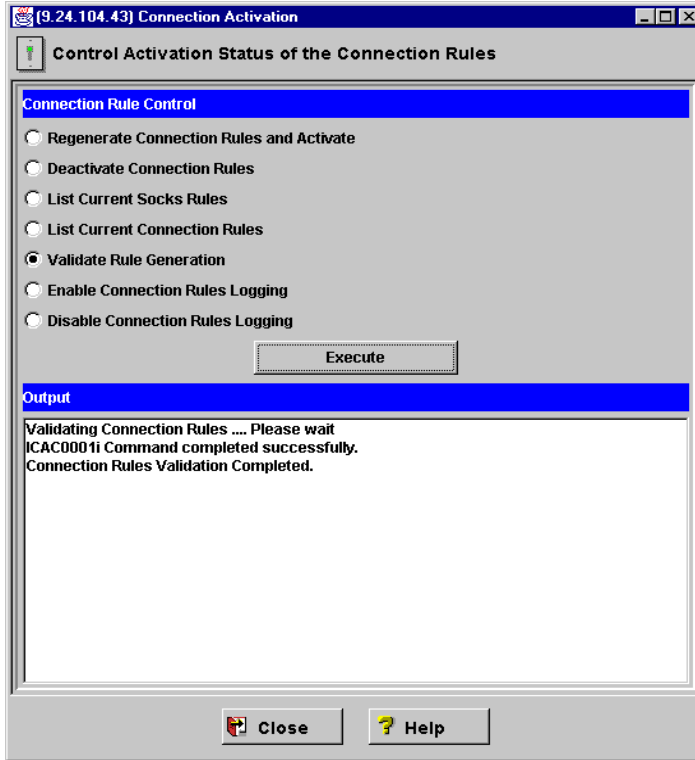 (9.24.104.43) Connection Activation
Control Activation Status of the Connection Rules
Connection Rule Control
Regenerate Connection Rules and Activate
Deactivate Connection Rules
List Current Socks Rules
List Current Connection Rules
Validate Rule Generation
Enable Connection Rules Logging
Disable Connection Rules Logging
Execute
Output
Validating Connection Rules .... Please wait
ICAC0001i Command completed successfully.
Connection Rules Validation Completed.
Close
Help